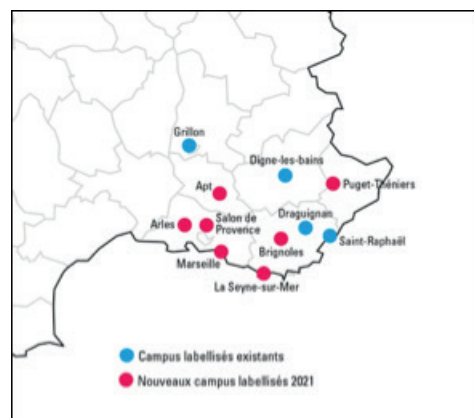 Grillon
Digne-les-bains
Apt
Puget-Théniers
Arles
Salon de
Provence
Draguignan
Saint-Raphaël
Brignoles
Marseille
La Seyne-sur-Mer
Campus labellisés existants
Nouveaux campus labellisés 2021